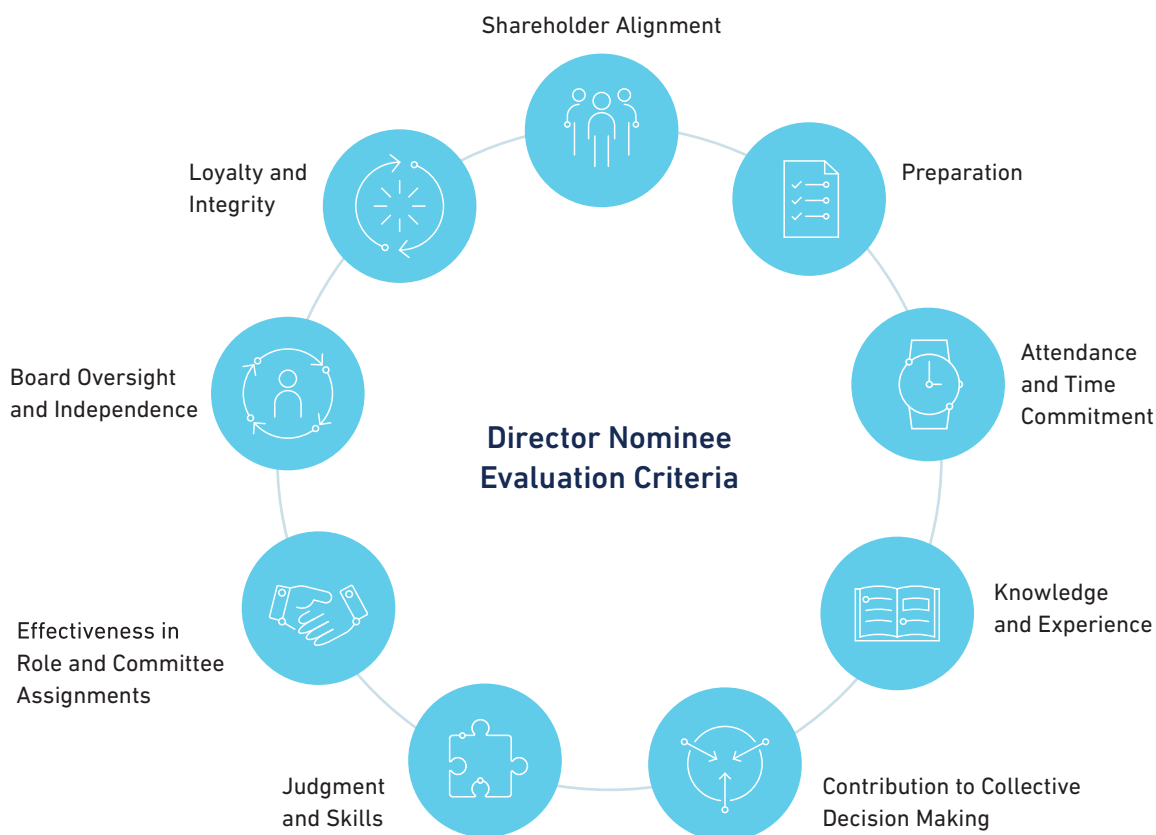 Shareholder Alignment
Preparation
Attendance
and Time
Commitment
Knowledge
and Experience
Contribution to Collective
Decision Making
Judgment
and Skills
Effectiveness in
Role and Committee
Assignments
Board Oversight
and Independence
Loyalty and
Integrity
Director Nominee
Evaluation Criteria